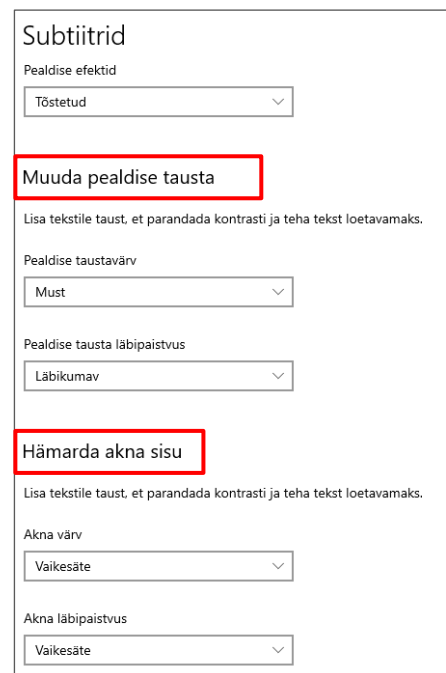 Subtiitrid
Pealdise efektid
Tõstetud
Muuda pealdise tausta
Lisa tekstile taust, et parandada kontrasti ja teha tekst loetavamaks.
Pealdise taustavärv
Must
Pealdise tausta läbipaistvus
Läbikumav
Hämarda akna sisu
Lisa tekstile taust, et parandada kontrasti ja teha tekst loetavamaks.
Akna värv
Vaikesäte
Akna läbipaistvus
Vaikesäte